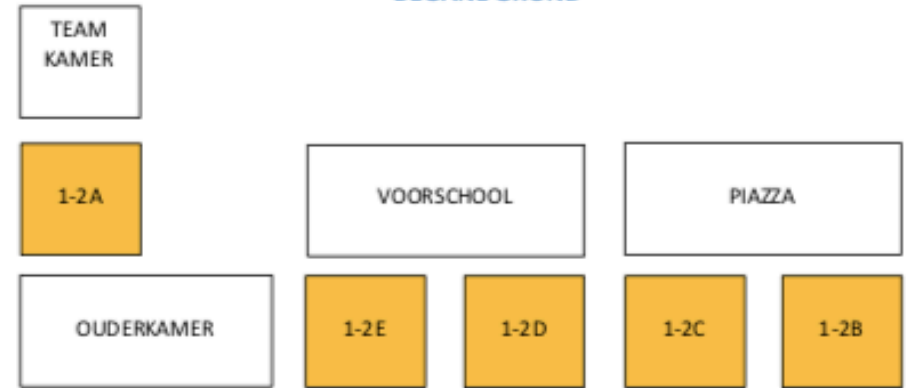 TEAM
KAMER
1-2A
VOORSCHOOL
PIAZZA
OUDERKAMER
1-2E
1-2D
1-2C
1-2B